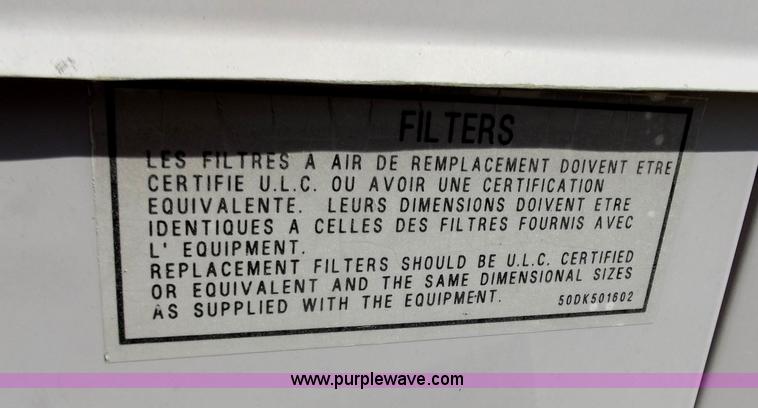 FILTERS
LES FILTRES A AIR DE REMPLACEMENT DOIVENT ETRE
CERTIFIE U.L.C. OU AVOIR UNE CERTIFICATION
EQUIVALENTE. LEURS DIMENSIONS DOIVENT ETRE
IDENTIQUES A CELLES DES FILTRES FOURNIS AVEC
L' EQUIPMENT.
REPLACEMENT FILTERS SHOULD BE U.L.C. CERTIFIED
OR EQUIVALENT AND THE SAME DIMENSIONAL SIZES
AS SUPPLIED WITH THE EQUIPMENT. 50DK501602
www.purplewave.com